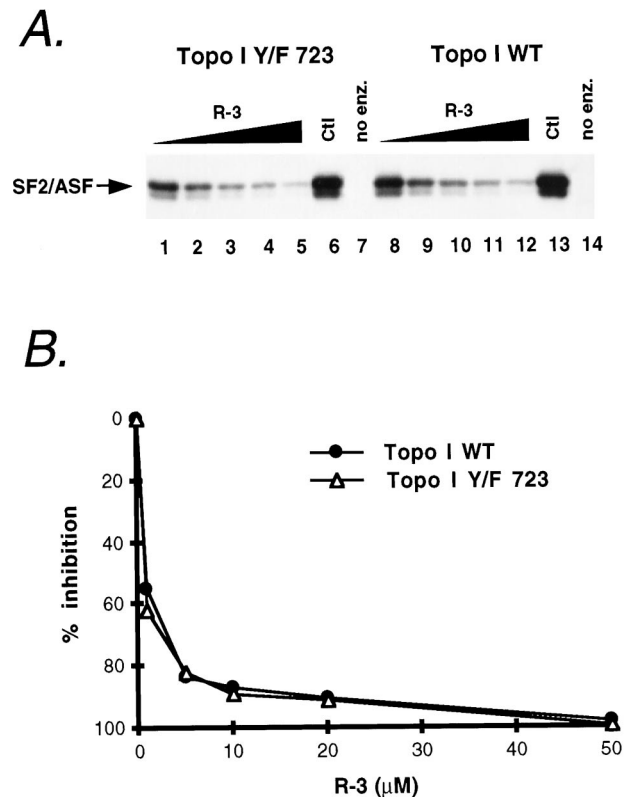 A.
Topo I Y/F 723 Topo I WT
R-3 Ctl no enz. R-3 Ctl no enz.
SF2/ASF
1 2 3 4 5 6 7 8 9 10 11 12 13 14
B.
0
20
40
60
80
100
% inhibition
Topo I WT
Topo I Y/F 723
0 10 20 30 40 50
R-3 (µM)